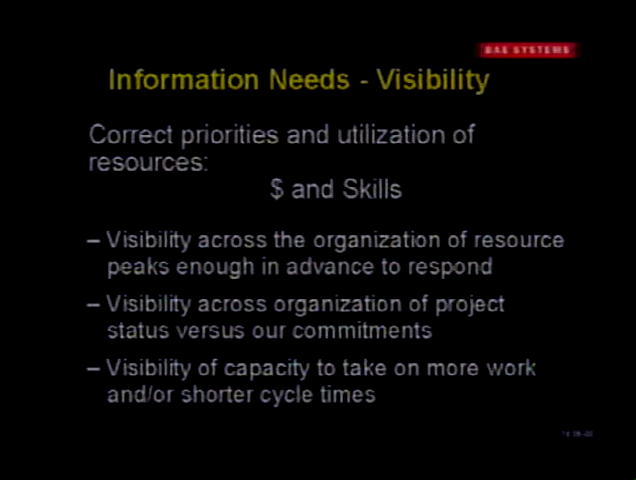 BAE SYSTEMS
Information Needs - Visibility
Correct priorities and utilization of
resources:
$ and Skills
– Visibility across the organization of resource
peaks enough in advance to respond
– Visibility across organization of project
status versus our commitments
– Visibility of capacity to take on more work
and/or shorter cycle times